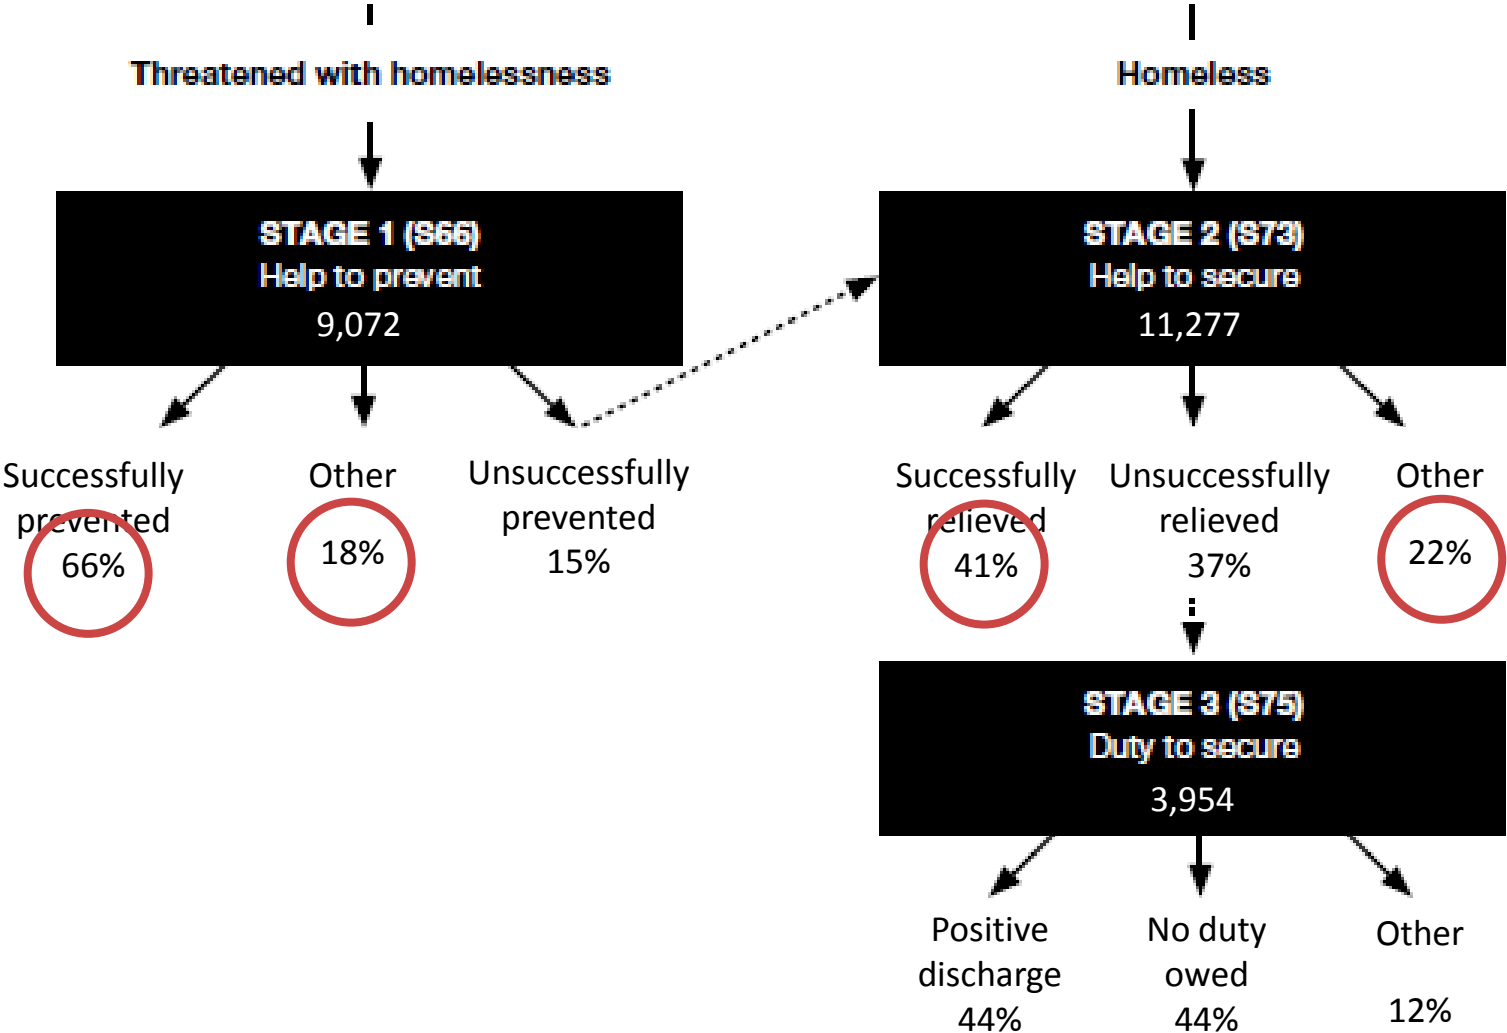 Threatened with homelessness
Homeless
STAGE 1 (S66)
Help to prevent
9,072
STAGE 2 (S73)
Help to secure
11,277
Successfully
prevented
66%
Other
18%
Unsuccessfully
prevented
15%
Successfully
relieved
41%
Unsuccessfully
relieved
37%
Other
22%
STAGE 3 (S75)
Duty to secure
3,954
Positive
discharge
44%
No duty
owed
44%
Other
12%